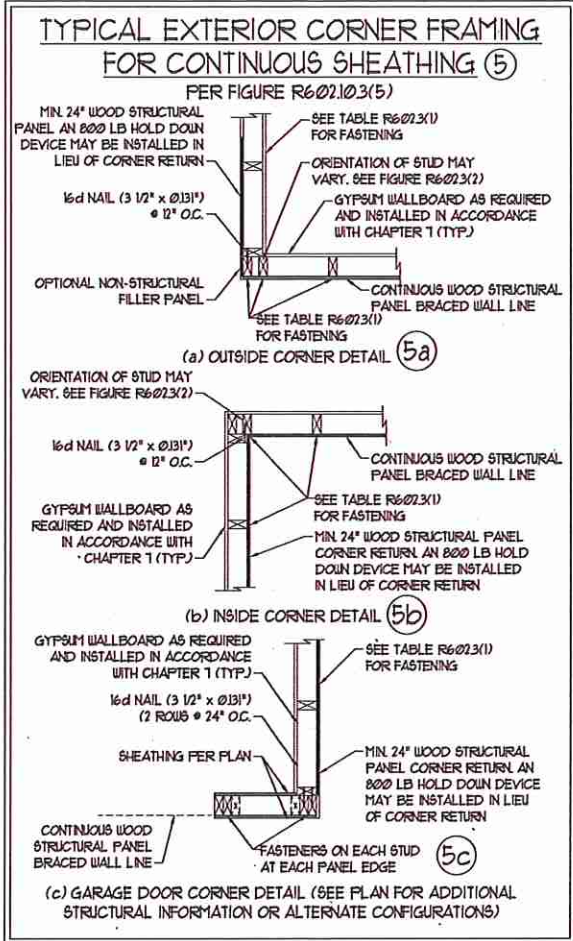 TYPICAL EXTERIOR CORNER FRAMING
FOR CONTINUOUS SHEATHING 5
PER FIGURE R602.10.3(5)
MIN. 24" WOOD STRUCTURAL
PANEL AN 800 LB HOLD DOWN
DEVICE MAY BE INSTALLED IN
LIEU OF CORNER RETURN
SEE TABLE R602.3(1)
FOR FASTENING
ORIENTATION OF STUD MAY
VARY. SEE FIGURE R602.3(2)
16d NAIL (3 1/2" x 0.131")
@ 12" O.C.
GYPSUM WALLBOARD AS REQUIRED
AND INSTALLED IN ACCORDANCE
WITH CHAPTER 7 (TYP.)
OPTIONAL NON-STRUCTURAL
FILLER PANEL
CONTINUOUS WOOD STRUCTURAL
PANEL BRACED WALL LINE
SEE TABLE R602.3(1)
FOR FASTENING
(a) OUTSIDE CORNER DETAIL 5a
ORIENTATION OF STUD MAY
VARY. SEE FIGURE R602.3(2)
16d NAIL (3 1/2" x 0.131")
@ 12" O.C.
CONTINUOUS WOOD STRUCTURAL
PANEL BRACED WALL LINE
SEE TABLE R602.3(1)
FOR FASTENING
GYPSUM WALLBOARD AS
REQUIRED AND INSTALLED
IN ACCORDANCE WITH
CHAPTER 7 (TYP.)
MIN. 24" WOOD STRUCTURAL PANEL
CORNER RETURN. AN 800 LB HOLD
DOWN DEVICE MAY BE INSTALLED
IN LIEU OF CORNER RETURN
(b) INSIDE CORNER DETAIL 5b
GYPSUM WALLBOARD AS REQUIRED
AND INSTALLED IN ACCORDANCE
WITH CHAPTER 7 (TYP.)
SEE TABLE R602.3(1)
FOR FASTENING
16d NAIL (3 1/2" x 0.131")
(2 ROWS @ 24" O.C.
SHEATHING PER PLAN
MIN. 24" WOOD STRUCTURAL
PANEL CORNER RETURN. AN
800 LB HOLD DOWN DEVICE
MAY BE INSTALLED IN LIEU
OF CORNER RETURN
CONTINUOUS WOOD
STRUCTURAL PANEL
BRACED WALL LINE
FASTENERS ON EACH STUD
AT EACH PANEL EDGE
5c
(c) GARAGE DOOR CORNER DETAIL (SEE PLAN FOR ADDITIONAL
STRUCTURAL INFORMATION OR ALTERNATE CONFIGURATIONS)